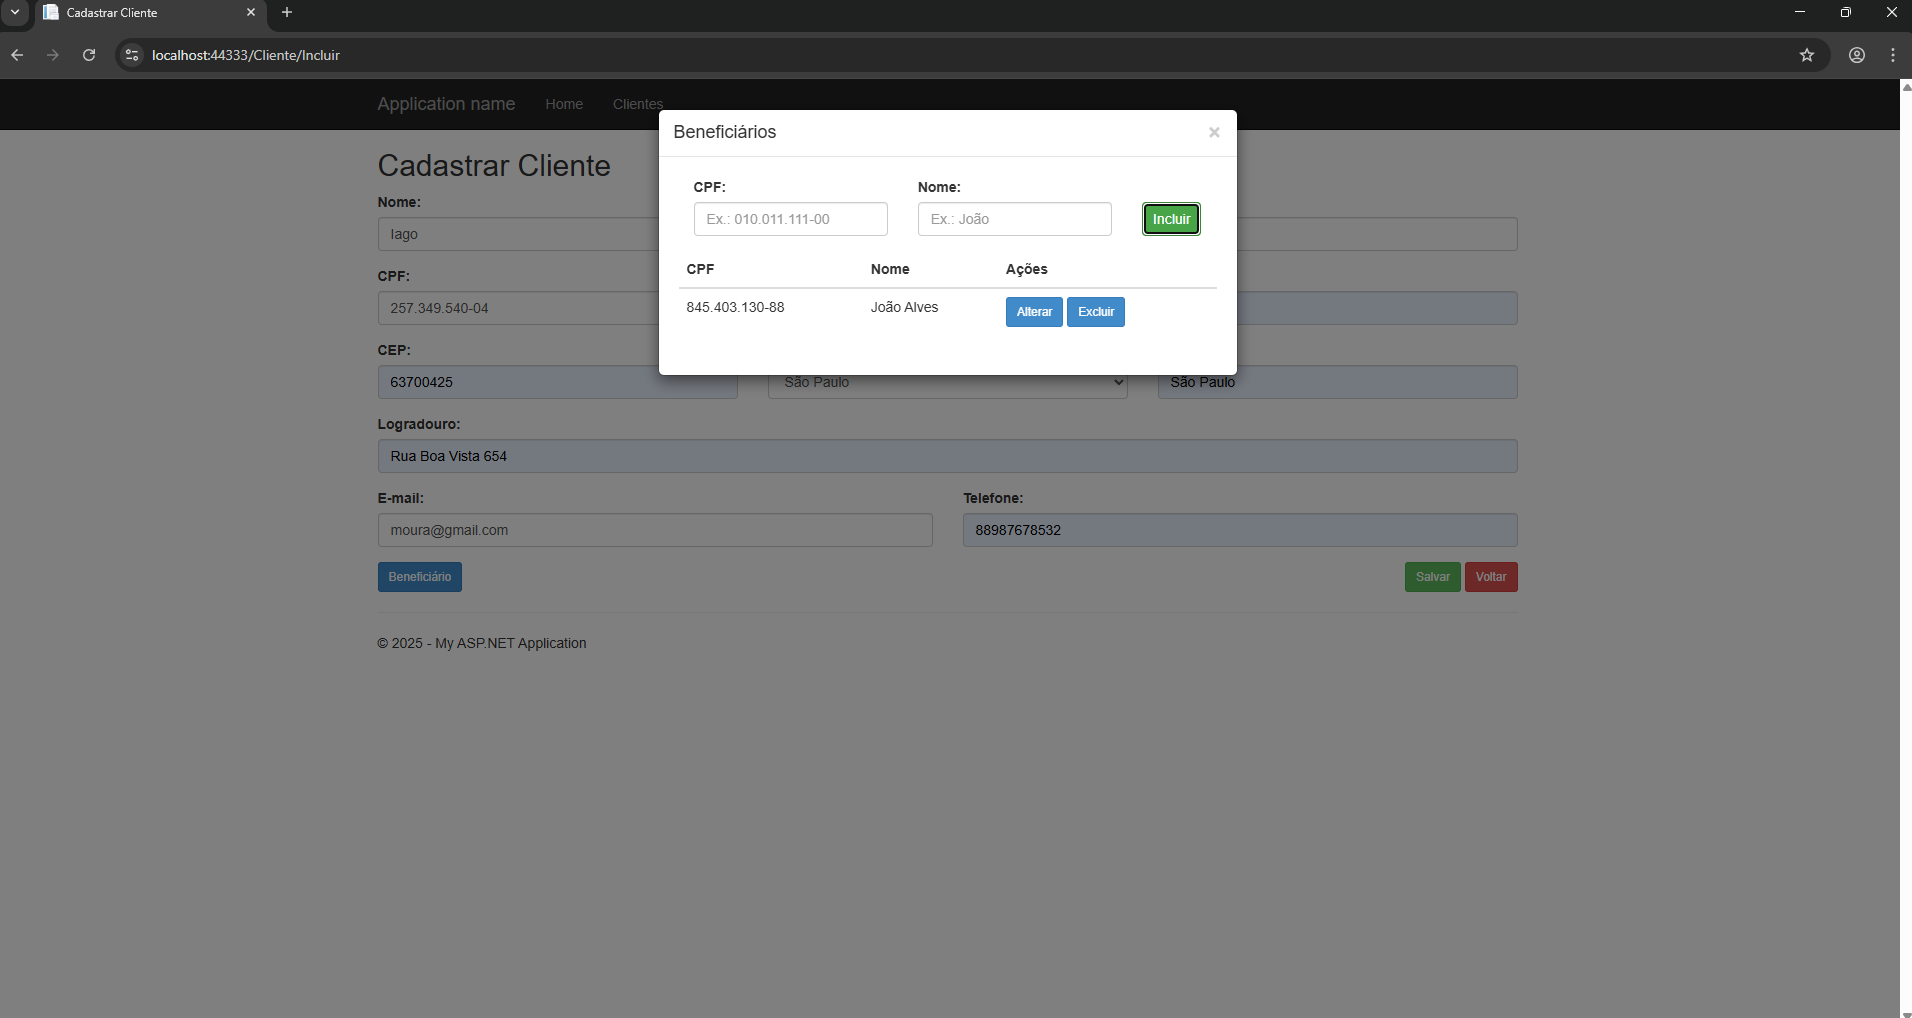 Cadastrar Cliente
localhost:44333/Cliente/Incluir
Application name Home Clientes
Beneficiários ×
CPF: Nome:
Ex.: 010.011.111-00 Ex.: João Incluir
CPF Nome Ações
845.403.130-88 João Alves Alterar Excluir
Cadastrar Cliente
Nome:
Iago
CPF:
257.349.540-04
CEP:
63700425 São Paulo São Paulo
Logradouro:
Rua Boa Vista 654
E-mail: Telefone:
moura@gmail.com 88987678532
Beneficiário Salvar Voltar
© 2025 - My ASP.NET Application